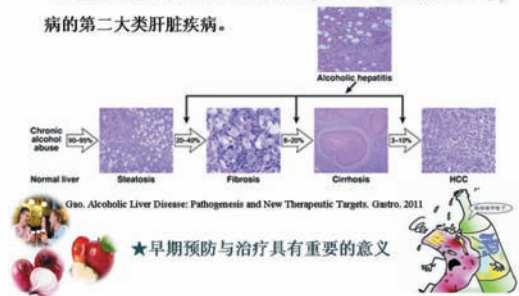 病的第二大类肝脏疾病。
Alcoholic hepatitis
Chronic
alcohol
abuse
90–95%
20–40%
8–20%
3–10%
Normal liver
Steatosis
Fibrosis
Cirrhosis
HCC
Gao. Alcoholic Liver Disease: Pathogenesis and New Therapeutic Targets. Gastro. 2011
★早期预防与治疗具有重要的意义